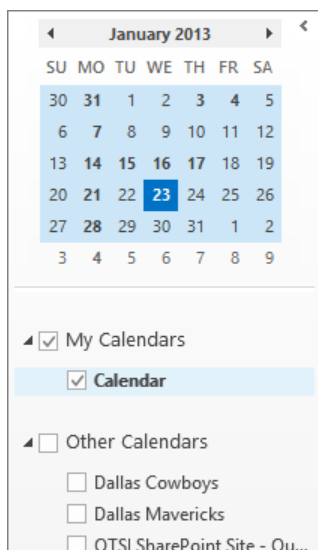 January 2013
SU MO TU WE TH FR SA
30 31 1 2 3 4 5
6 7 8 9 10 11 12
13 14 15 16 17 18 19
20 21 22 23 24 25 26
27 28 29 30 31 1 2
3 4 5 6 7 8 9
My Calendars
Calendar
Other Calendars
Dallas Cowboys
Dallas Mavericks
OTSI SharePoint Site - Ou...